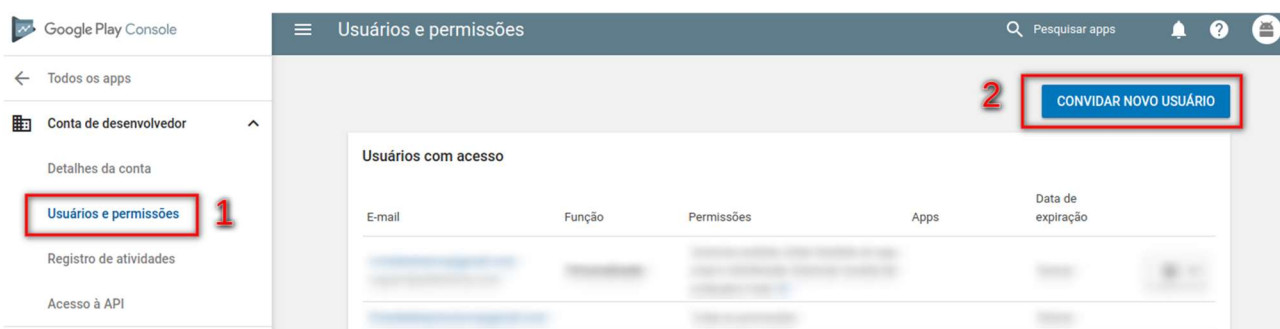 Google Play Console
Usuários e permissões
Pesquisar apps
Todos os apps
2
CONVIDAR NOVO USUÁRIO
Conta de desenvolvedor
Detalhes da conta
Usuários e permissões
1
Registro de atividades
Acesso à API
Usuários com acesso
E-mail
Função
Permissões
Apps
Data de
expiração